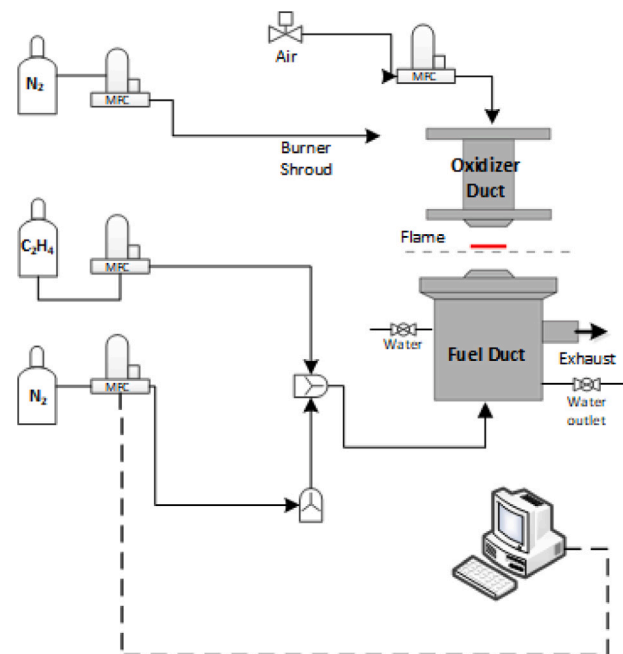 Air
N₂
MFC
MFC
Burner
Shroud
Oxidizer
Duct
C₂H₄
MFC
Flame
Water
Fuel Duct
Exhaust
N₂
MFC
Water
outlet